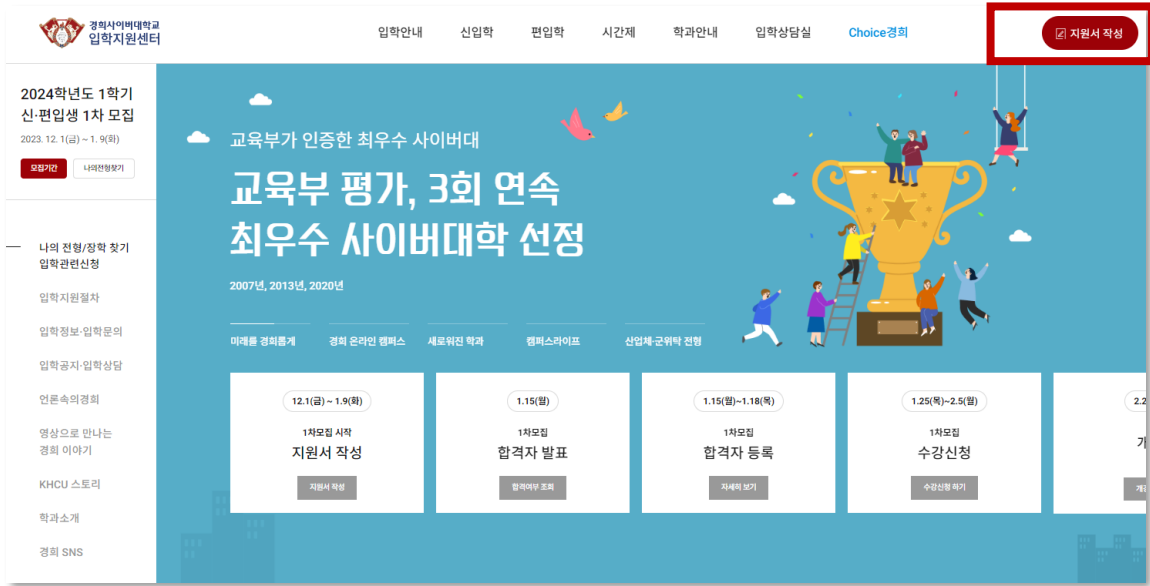 경희사이버대학교
입학지원센터
입학안내 신입학 편입학 시간제 학과안내 입학상담실 Choice경희
지원서 작성
2024학년도 1학기
신·편입생 1차 모집
2023. 12. 1(금) ~ 1. 9(화)
모집기간 나의전형찾기
나의 전형/장학 찾기
입학관련신청
입학지원절차
입학정보·입학문의
입학공지·입학상담
언론속의경희
영상으로 만나는
경희 이야기
KHCU 스토리
학과소개
경희 SNS
교육부가 인증한 최우수 사이버대
교육부 평가, 3회 연속
최우수 사이버대학 선정
2007년, 2013년, 2020년
미래를 경희롭게 경희 온라인 캠퍼스 새로워진 학과 캠퍼스라이프 산업체·군위탁 전형
12.1(금) ~ 1.9(화)
1차모집 시작
지원서 작성
지원서 작성
1.15(월)
1차모집
합격자 발표
합격여부 조회
1.15(월)~1.18(목)
1차모집
합격자 등록
자세히 보기
1.25(목)~2.5(월)
1차모집
수강신청
수강신청 하기